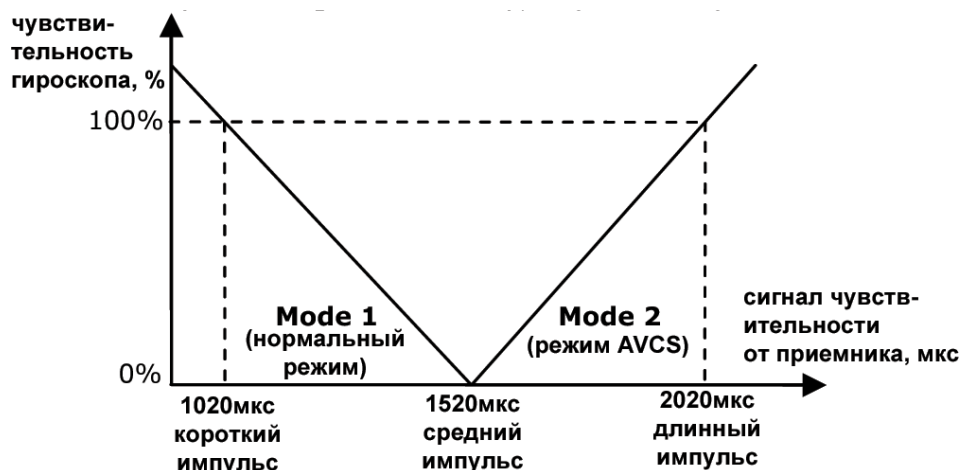 чувстви-
тельность
гироскопа, %
100%
Mode 1
(нормальный
режим)
Mode 2
(режим AVCS)
сигнал чувств-
ительности
от приемника, мкс
0%
1020мкс
короткий
импульс
1520мкс
средний
импульс
2020мкс
длинный
импульс